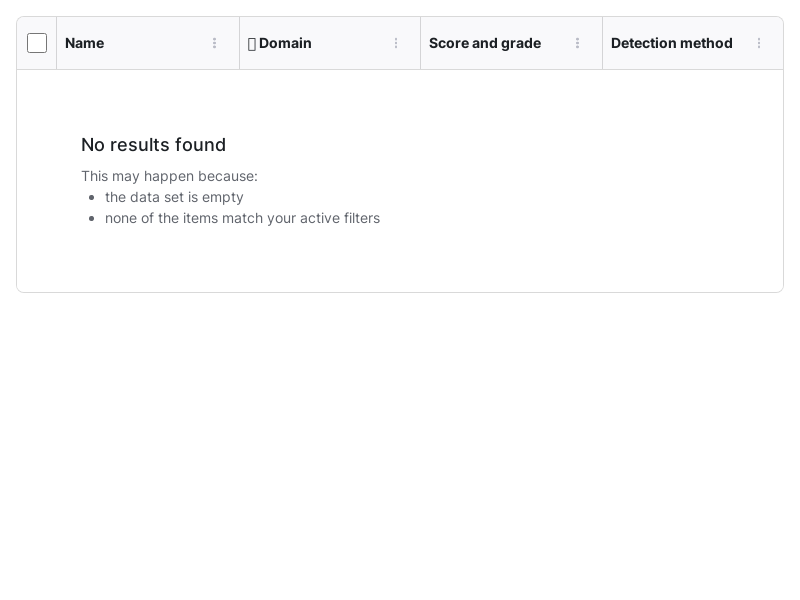 Name Domain Score and grade Detection method
No results found
This may happen because:
the data set is empty
none of the items match your active filters